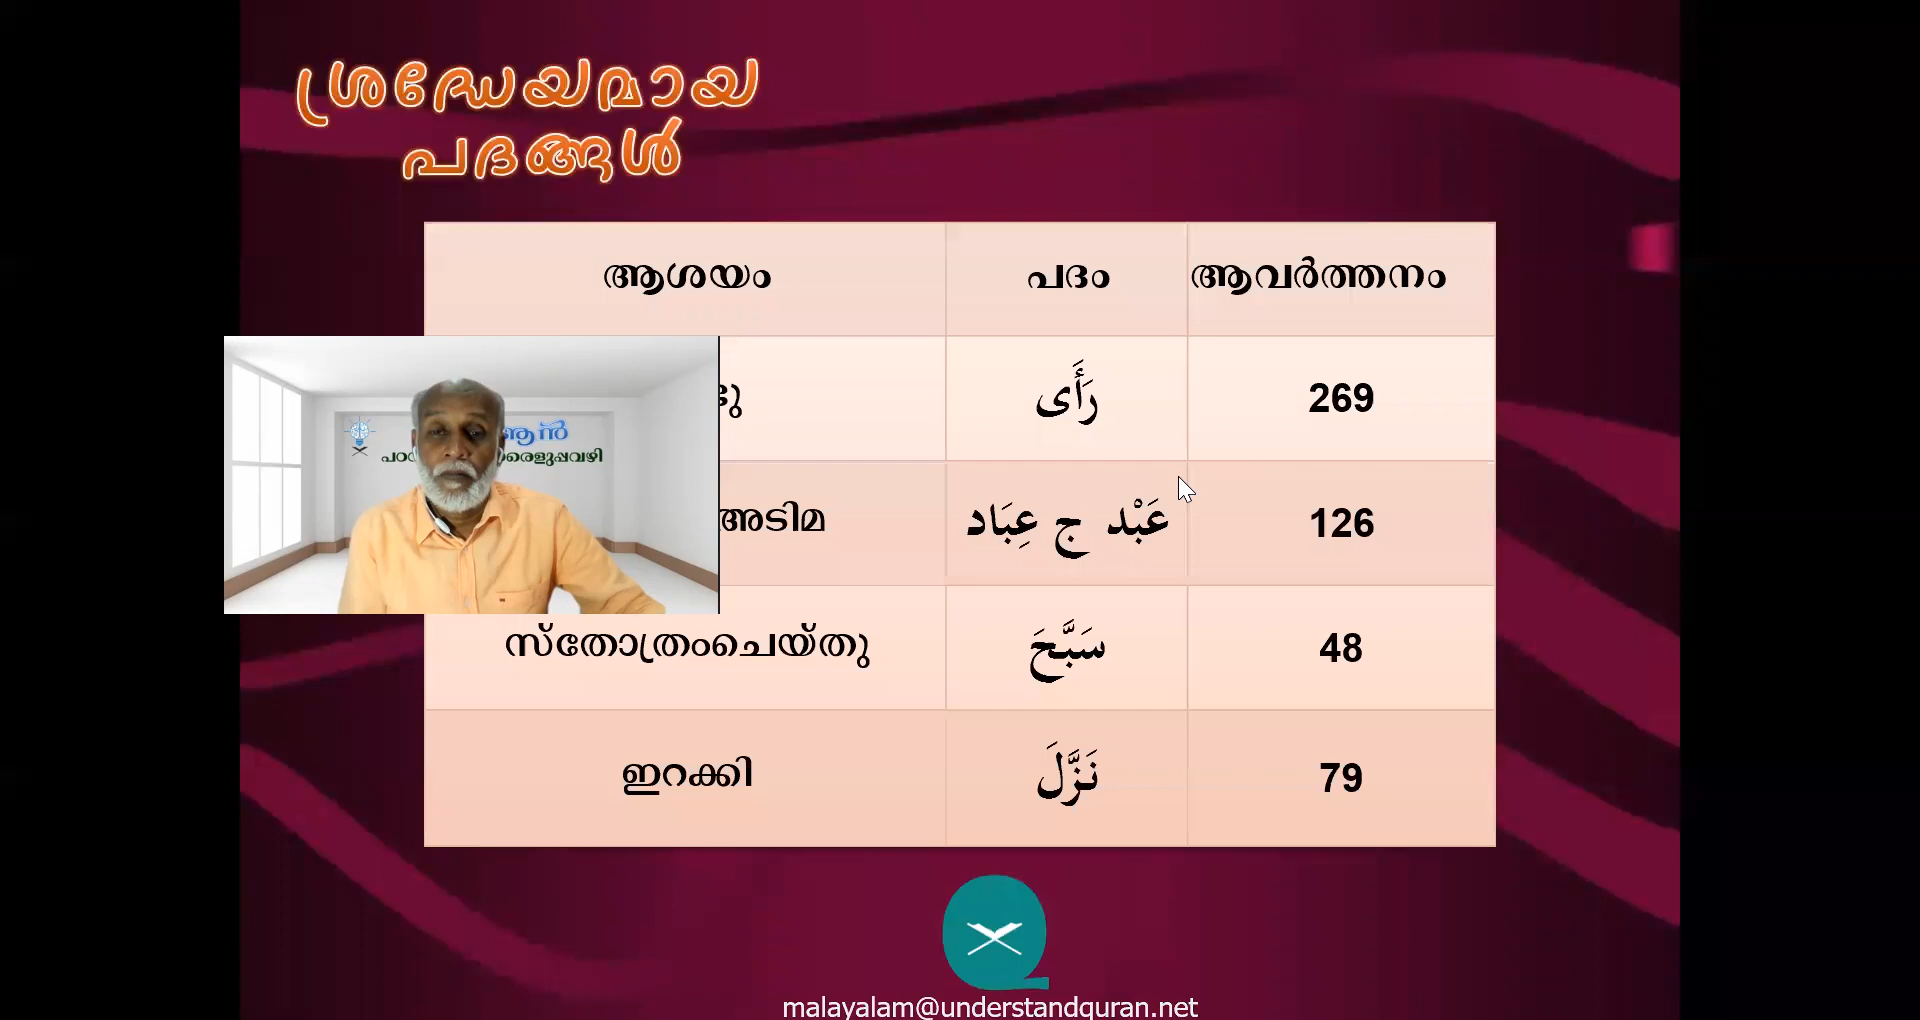 ശ്രദ്ധേയമായ
പദങ്ങൾ
ആശയം പദം ആവർത്തനം
رَأَى 269
അടിമ عَبْد ج عِبَاد 126
സ്തോത്രംചെയ്തു سَبَّحَ 48
ഇറക്കി نَزَّلَ 79
malayalam@understandquran.net